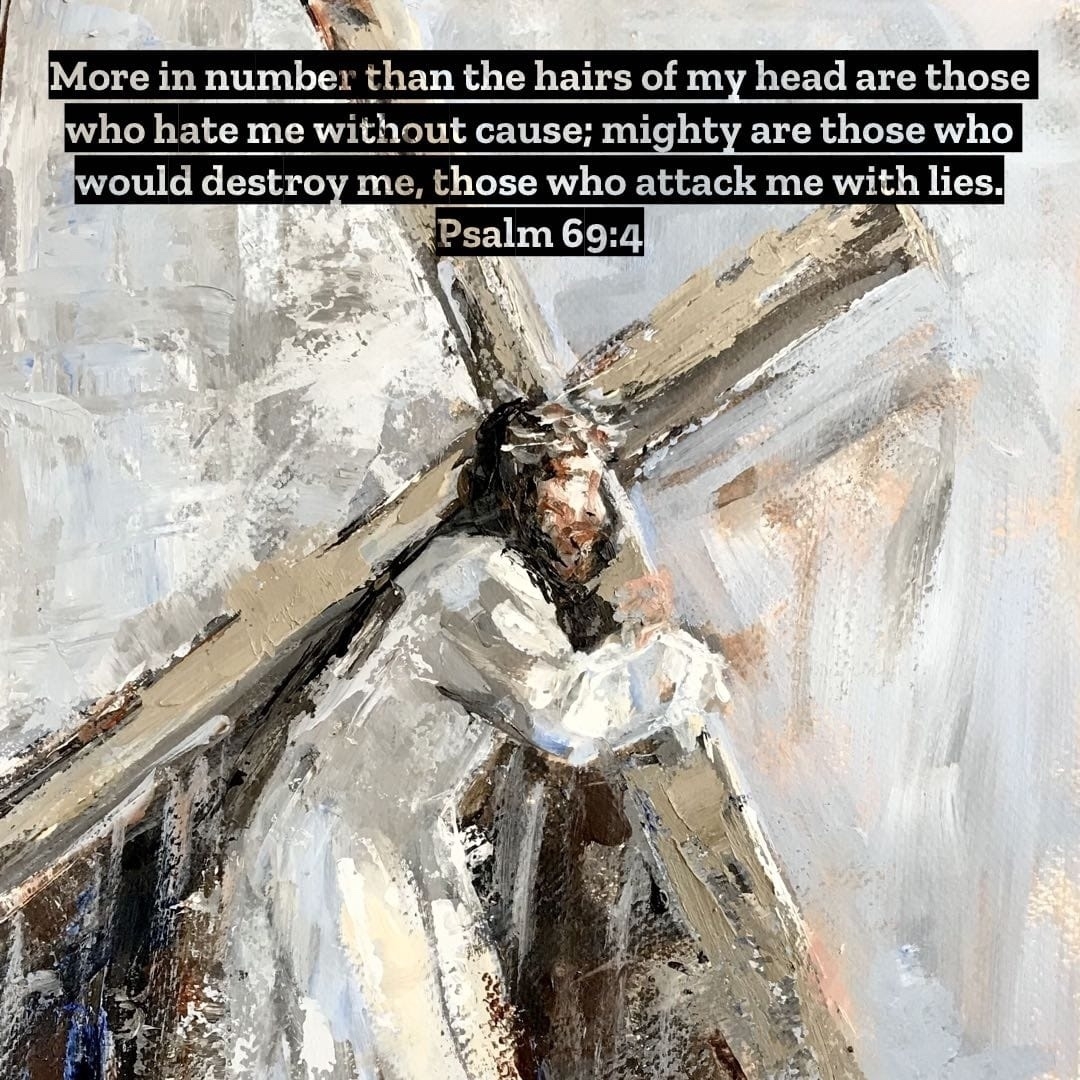 More in number than the hairs of my head are those
who hate me without cause; mighty are those who
would destroy me, those who attack me with lies.
Psalm 69:4